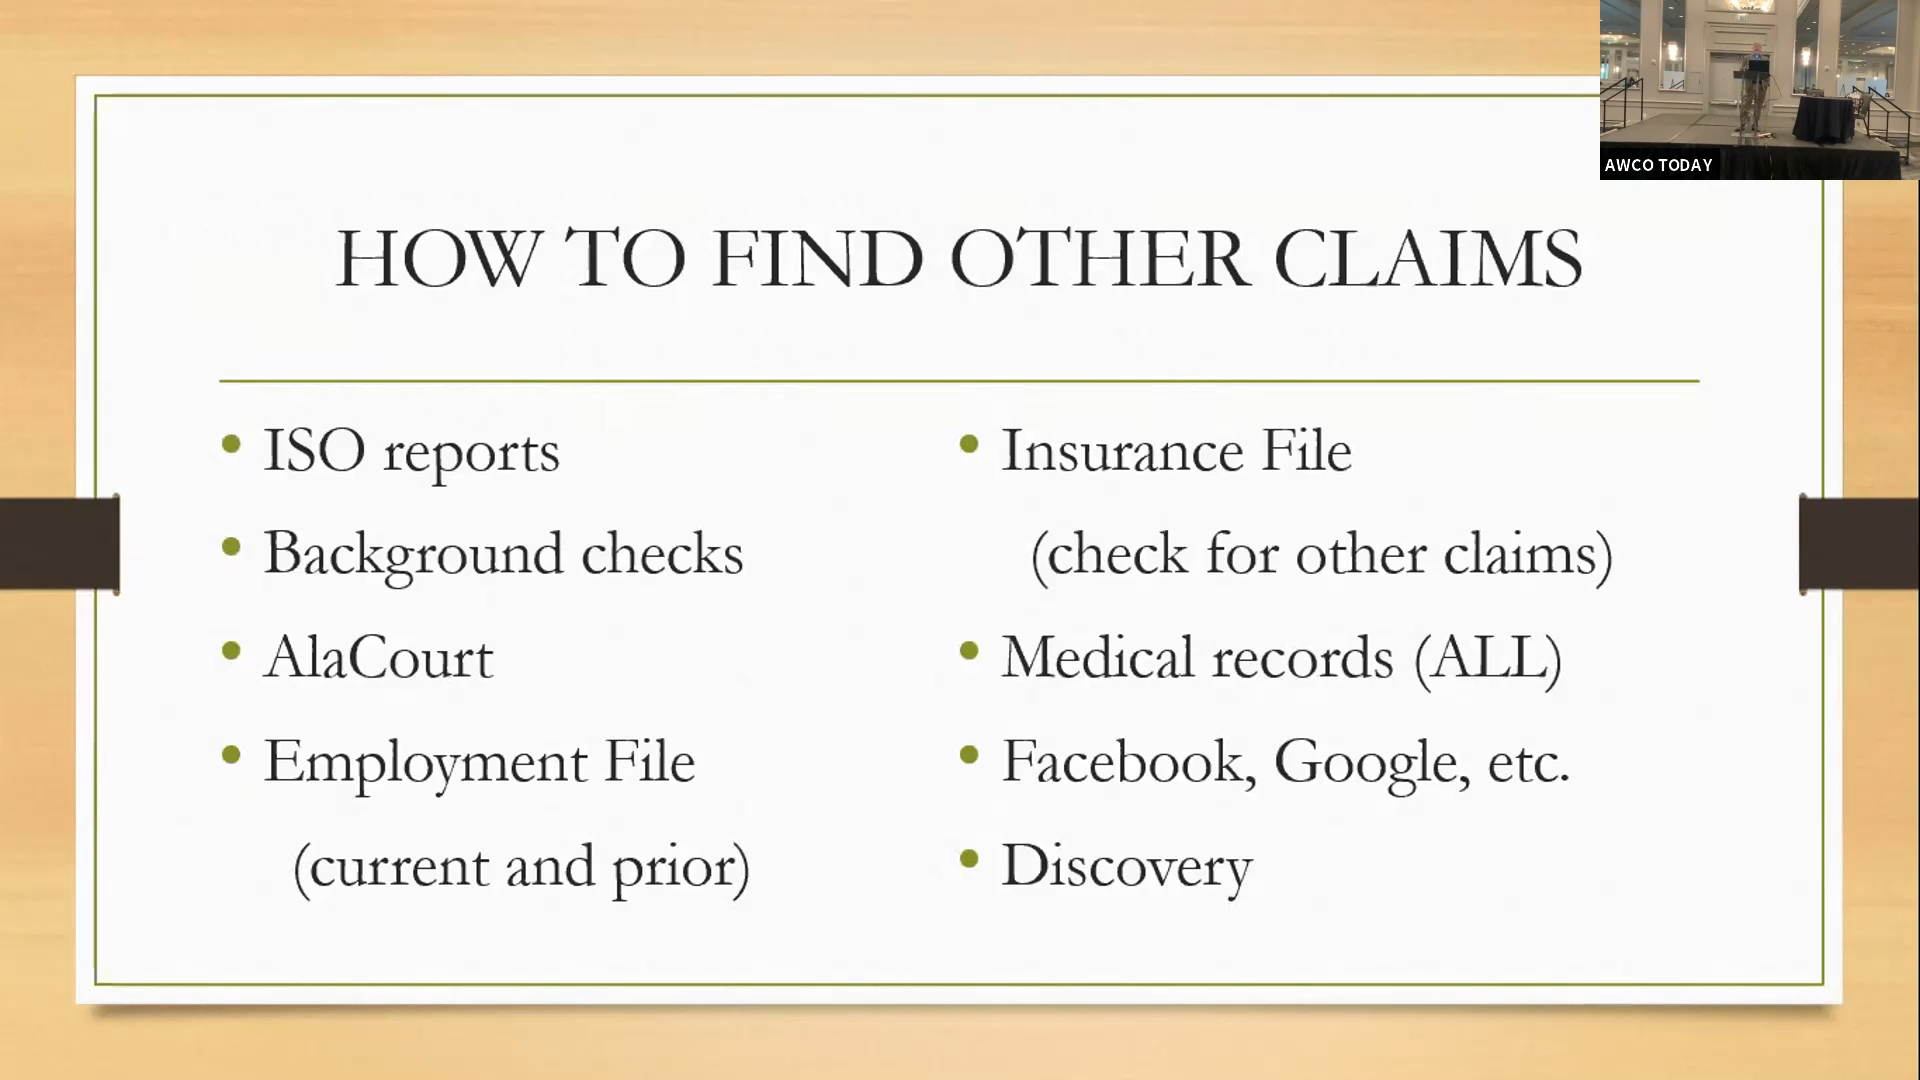 AWCO TODAY
HOW TO FIND OTHER CLAIMS
• ISO reports
• Background checks
• AlaCourt
• Employment File
(current and prior)
• Insurance File
(check for other claims)
• Medical records (ALL)
• Facebook, Google, etc.
• Discovery